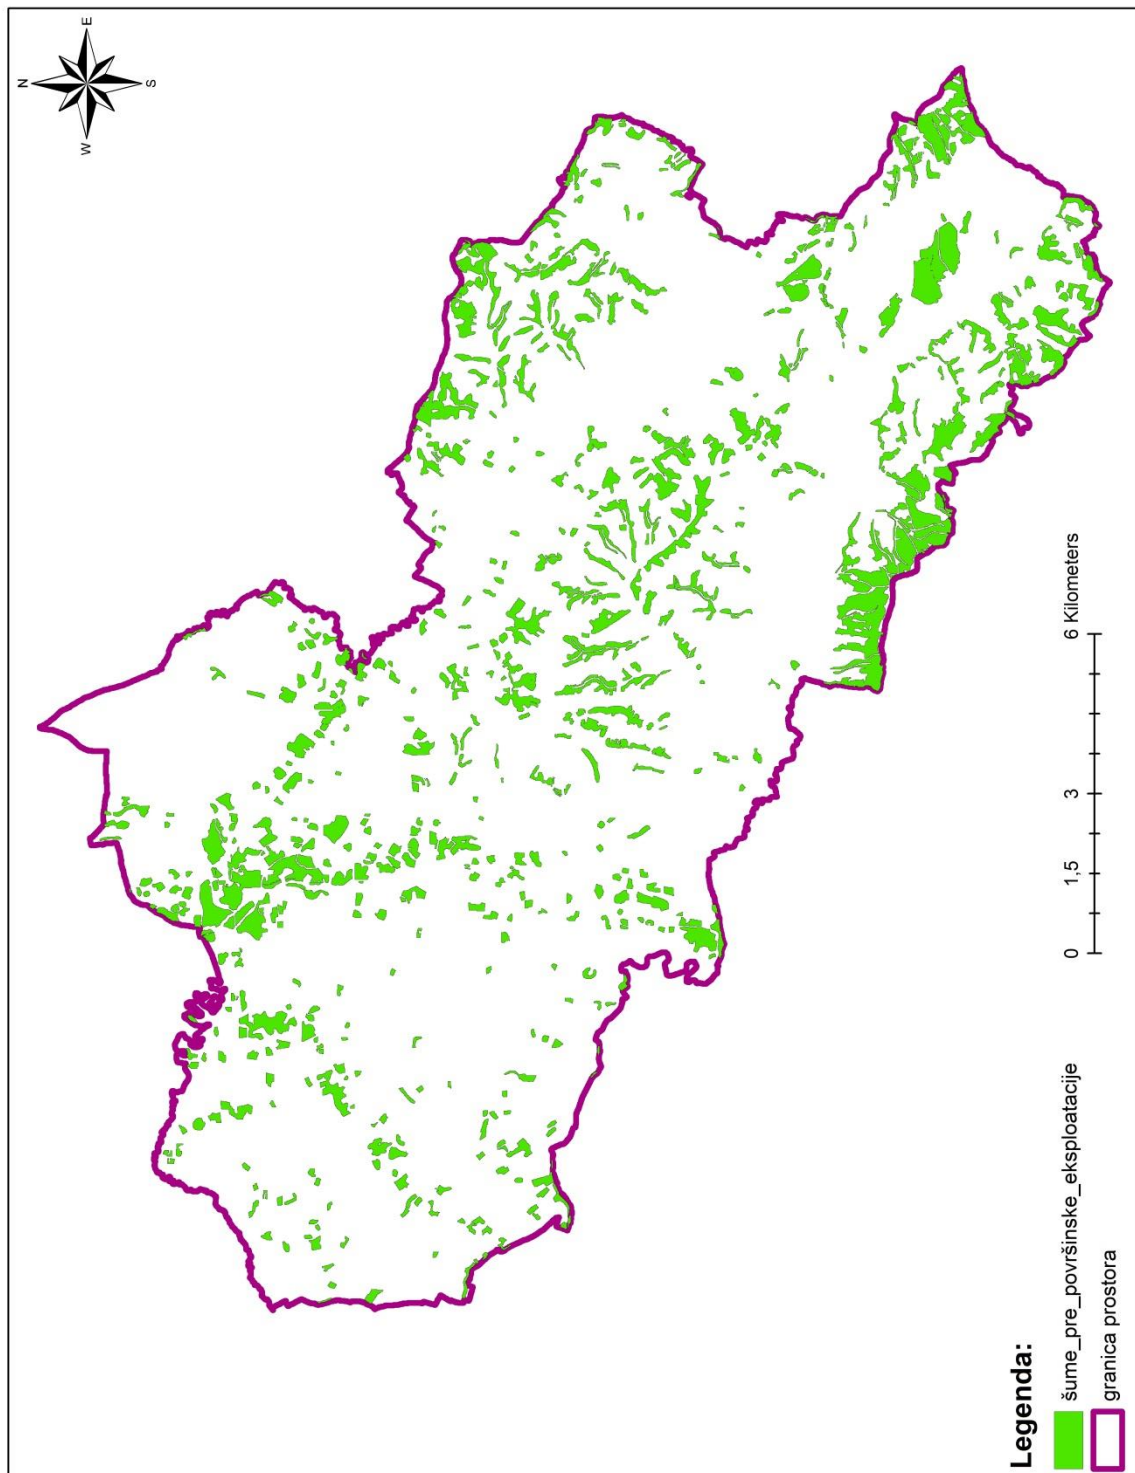 N
E
W
S
6 Kilometers
3
1,5
0
Legenda:
šume_pre_površinske_eksploatacije
granica prostora